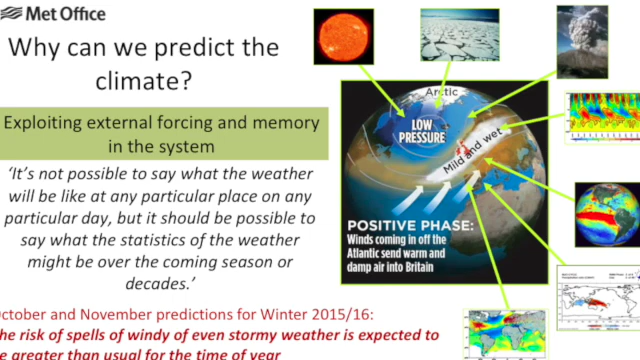 Met Office
Why can we predict the
climate?
Exploiting external forcing and memory
in the system
'It's not possible to say what the weather
will be like at any particular place on any
particular day, but it should be possible to
say what the statistics of the weather
might be over the coming season or
decades.'
ctober and November predictions for Winter 2015/16:
he risk of spells of windy of even stormy weather is expected to
e greater than usual for the time of year
Arctic
LOW
PRESSURE
Mild and wet
POSITIVE PHASE:
Winds coming in off the
Atlantic send warm and
damp air into Britain